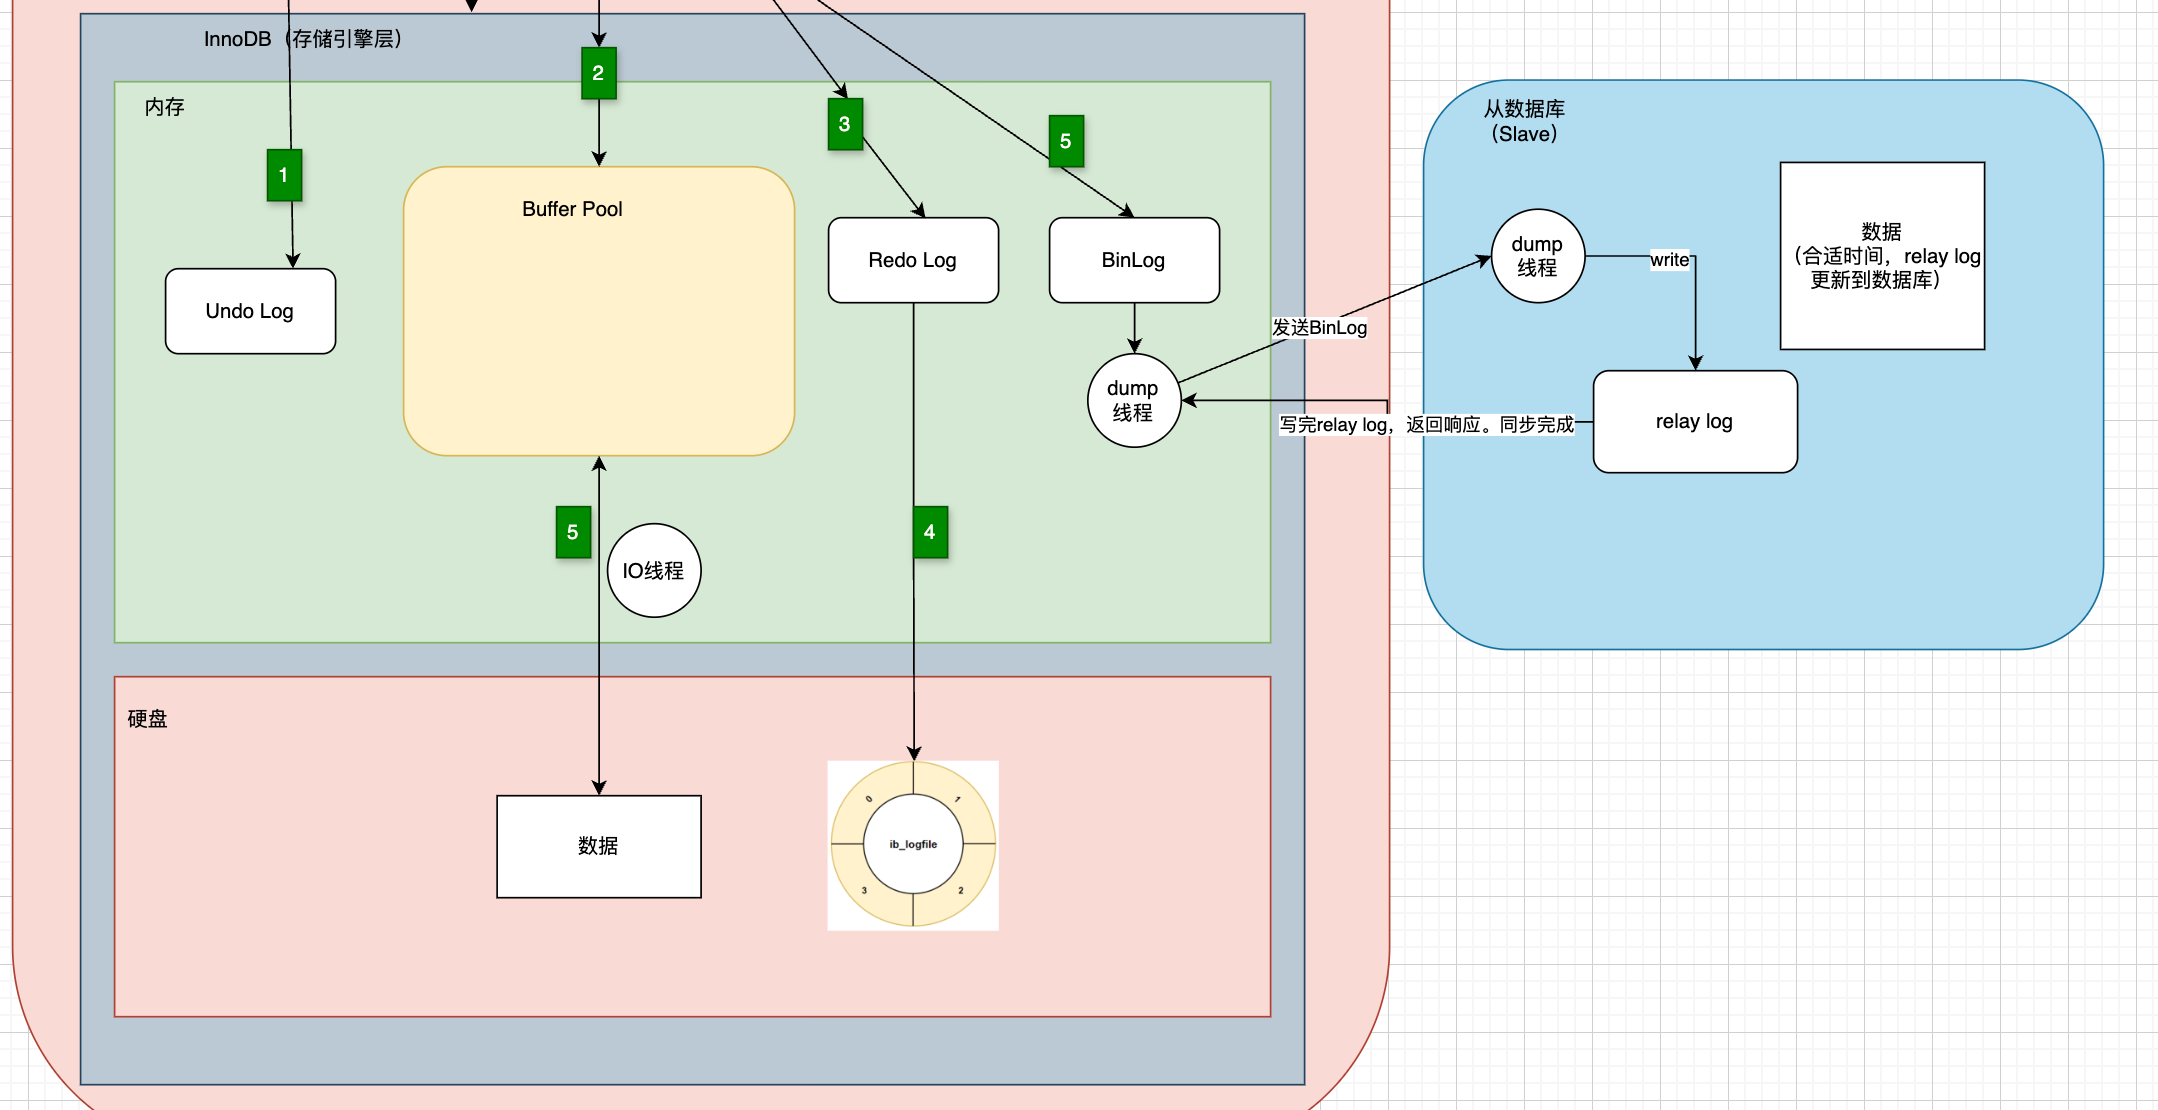 InnoDB（存储引擎层）
2
内存
3
5
1
Buffer Pool
Redo Log
BinLog
Undo Log
dump
线程
5
IO线程
4
硬盘
数据
0
1
ib_logfile
3
2
发送BinLog
写完relay log，返回响应。同步完成
从数据库
（Slave）
dump
线程
write
数据
（合适时间，relay log
更新到数据库）
relay log